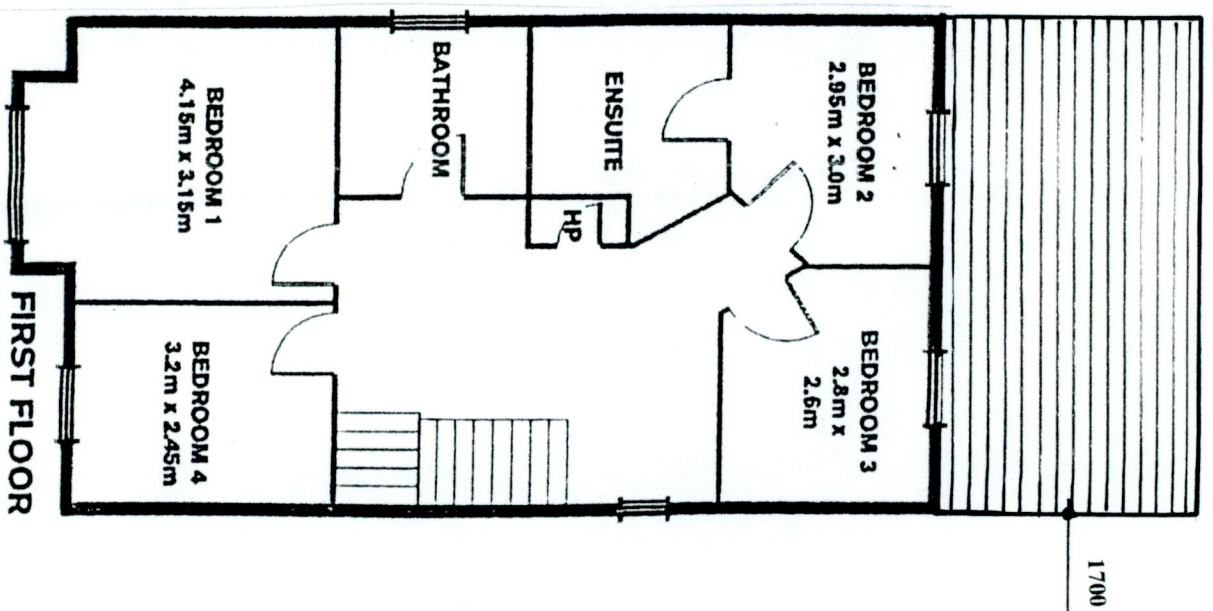 BEDROOM 2
2.95m x 3.0m
BEDROOM 3
2.8m x
2.6m
ENSUITE
HP
BATHROOM
BEDROOM 1
4.15m x 3.15m
BEDROOM 4
3.2m x 2.45m
FIRST FLOOR
1700